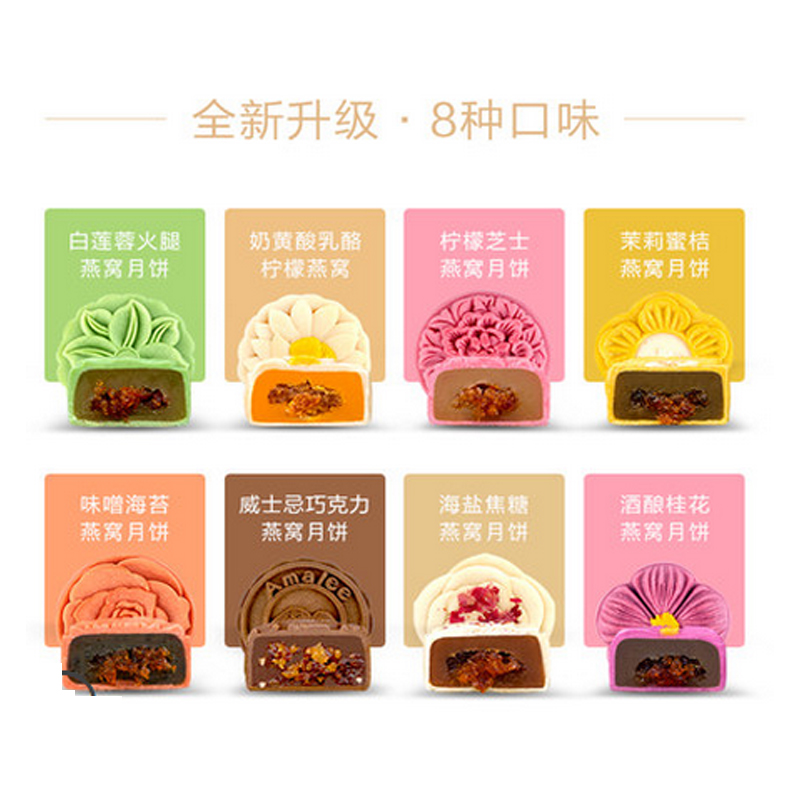 全新升级·8种口味
白莲蓉火腿
燕窝月饼
奶黄酸乳酪
柠檬燕窝
柠檬芝士
燕窝月饼
茉莉蜜桔
燕窝月饼
味噌海苔
燕窝月饼
威士忌巧克力
燕窝月饼
Amalee
海盐焦糖
燕窝月饼
酒酿桂花
燕窝月饼